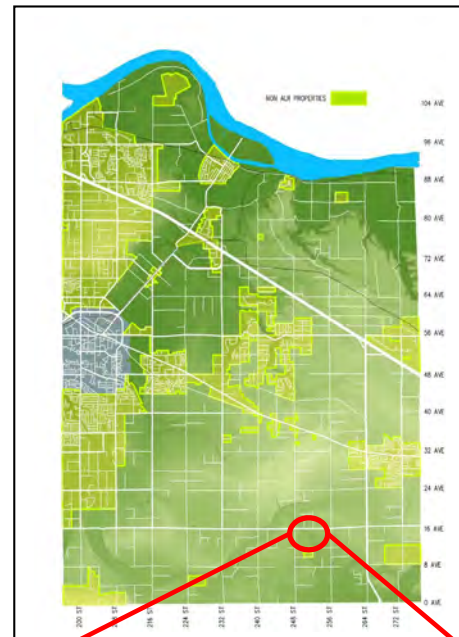 NON ALR PROPERTIES
104 AVE
96 AVE
88 AVE
80 AVE
72 AVE
64 AVE
56 AVE
48 AVE
40 AVE
32 AVE
24 AVE
16 AVE
8 AVE
0 AVE
200 ST
208 ST
216 ST
224 ST
232 ST
240 ST
248 ST
256 ST
264 ST
272 ST